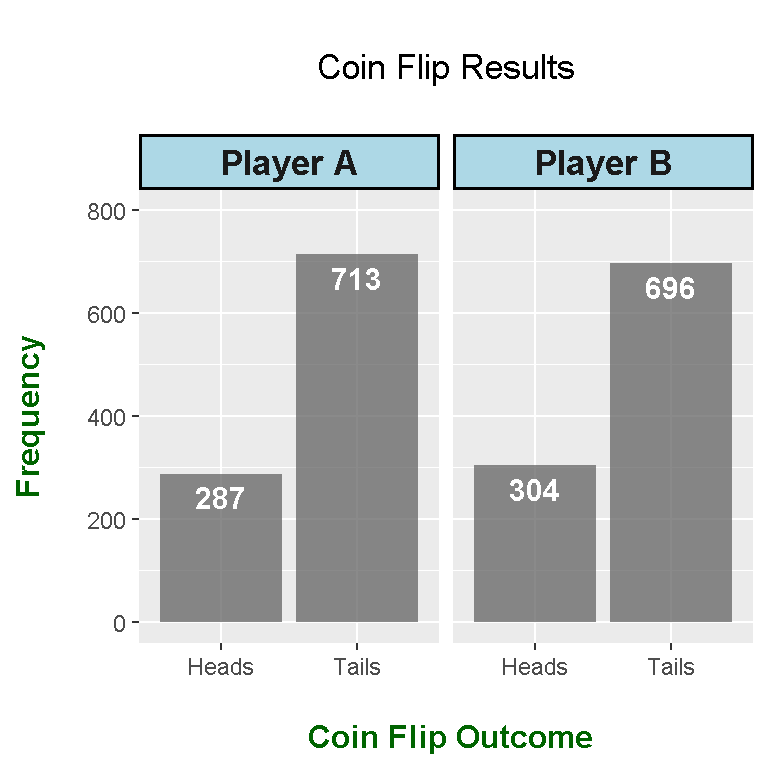 Coin Flip Results
Player A
Player B
Frequency
800
600
400
200
0
287
713
304
696
Heads
Tails
Heads
Tails
Coin Flip Outcome